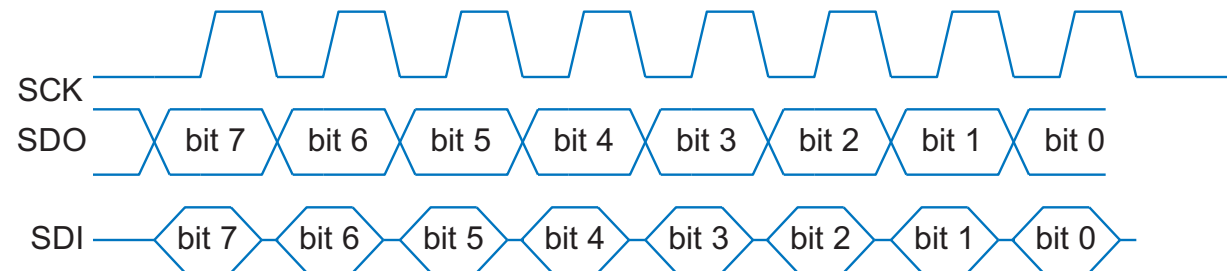 SCK
SDO bit 7 bit 6 bit 5 bit 4 bit 3 bit 2 bit 1 bit 0
SDI bit 7 bit 6 bit 5 bit 4 bit 3 bit 2 bit 1 bit 0